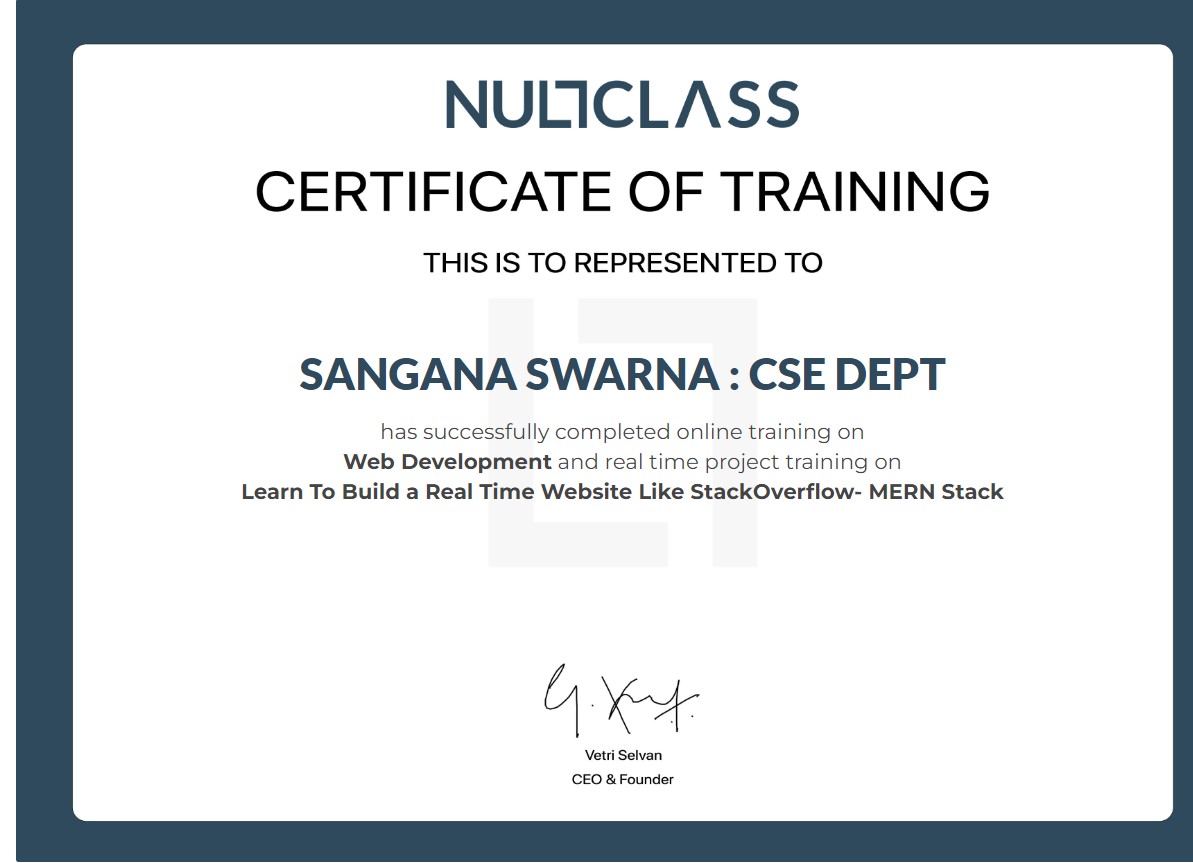 NULLCLASS
CERTIFICATE OF TRAINING
THIS IS TO REPRESENTED TO
SANGANA SWARNA : CSE DEPT
has successfully completed online training on
Web Development and real time project training on
Learn To Build a Real Time Website Like StackOverflow- MERN Stack
Vetri Selvan
CEO & Founder